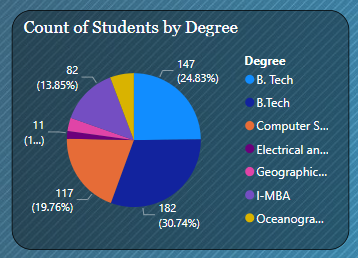 Count of Students by Degree
147
(24.83%)
82
(13.85%)
11
(1...)
117
(19.76%)
182
(30.74%)
Degree
B. Tech
B.Tech
Computer S...
Electrical an...
Geographic...
I-MBA
Oceanogra...